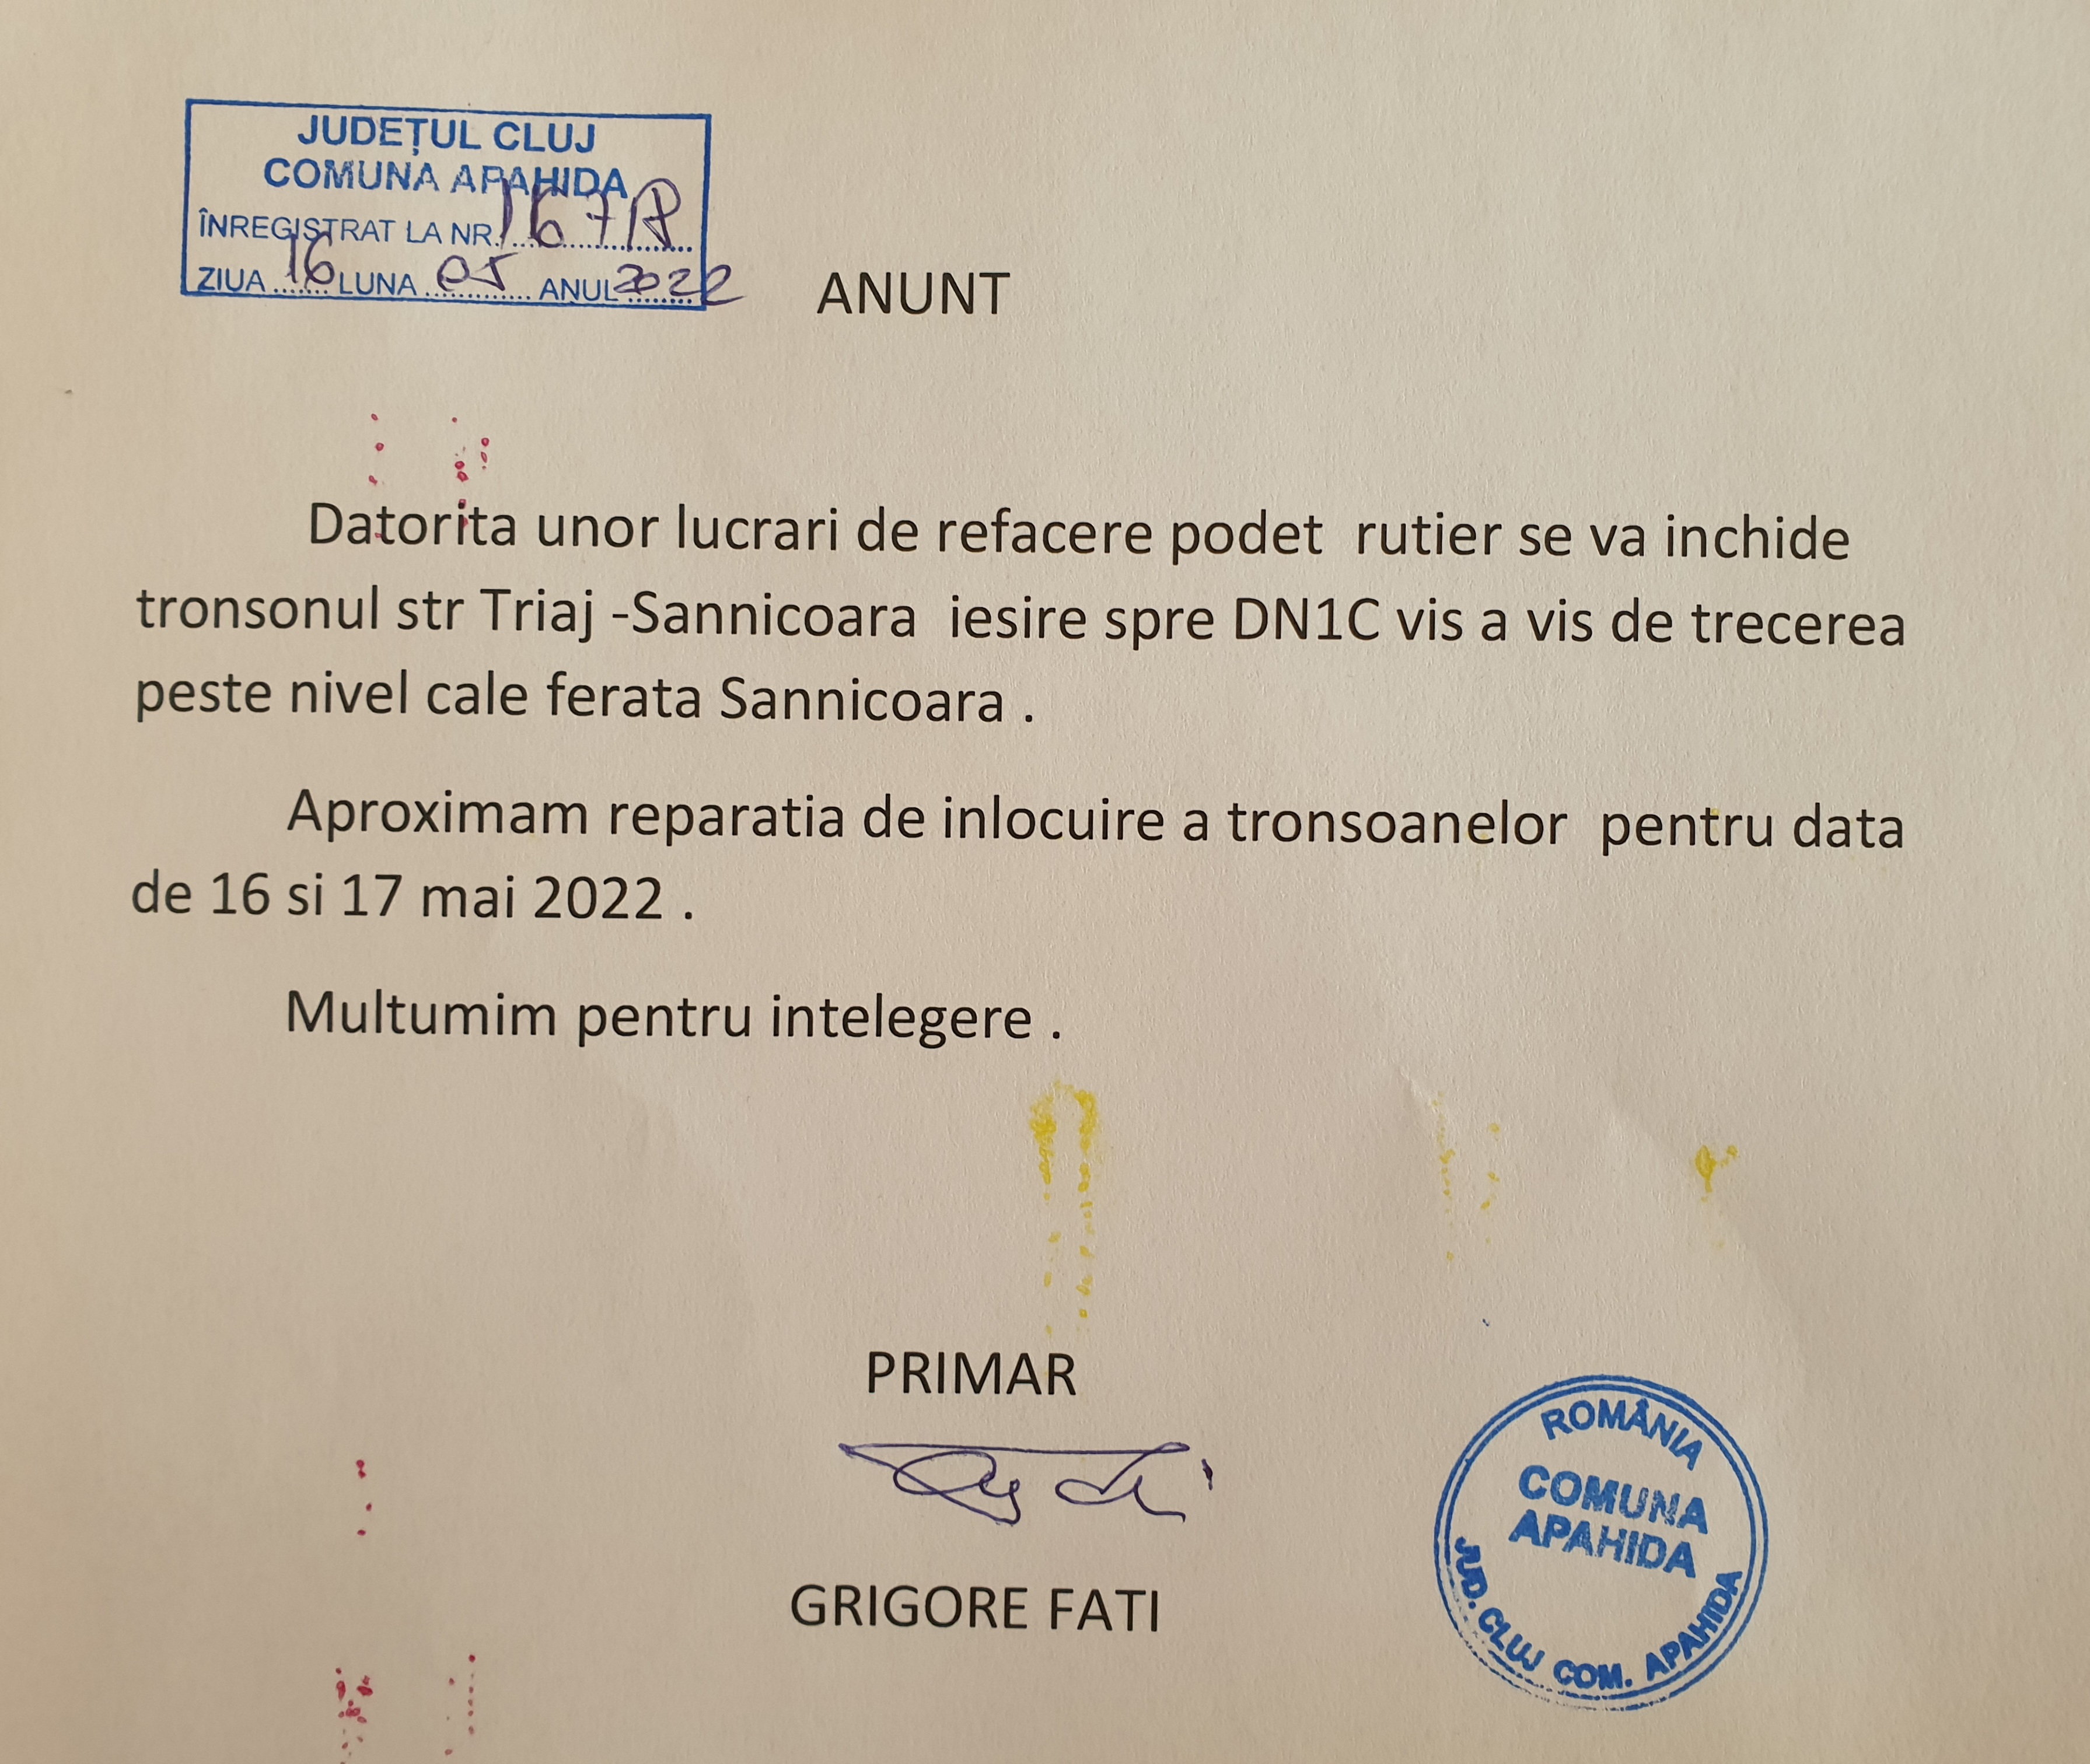 JUDEȚUL CLUJ
COMUNA APAHIDA
ÎNREGISTRAT LA NR.
ZIUA 16 LUNA 05 ANUL 2022
ANUNT
Datorita unor lucrari de refacere podet rutier se va inchide
tronsonul str Triaj -Sannicoara iesire spre DN1C vis a vis de trecerea
peste nivel cale ferata Sannicoara .
Aproximam reparatia de inlocuire a tronsoanelor pentru data
de 16 si 17 mai 2022 .
Multumim pentru intelegere .
PRIMAR
GRIGORE FATI
ROMÂNIA
COMUNA
APAHIDA
JUD. CLUJ COM. APAHIDA